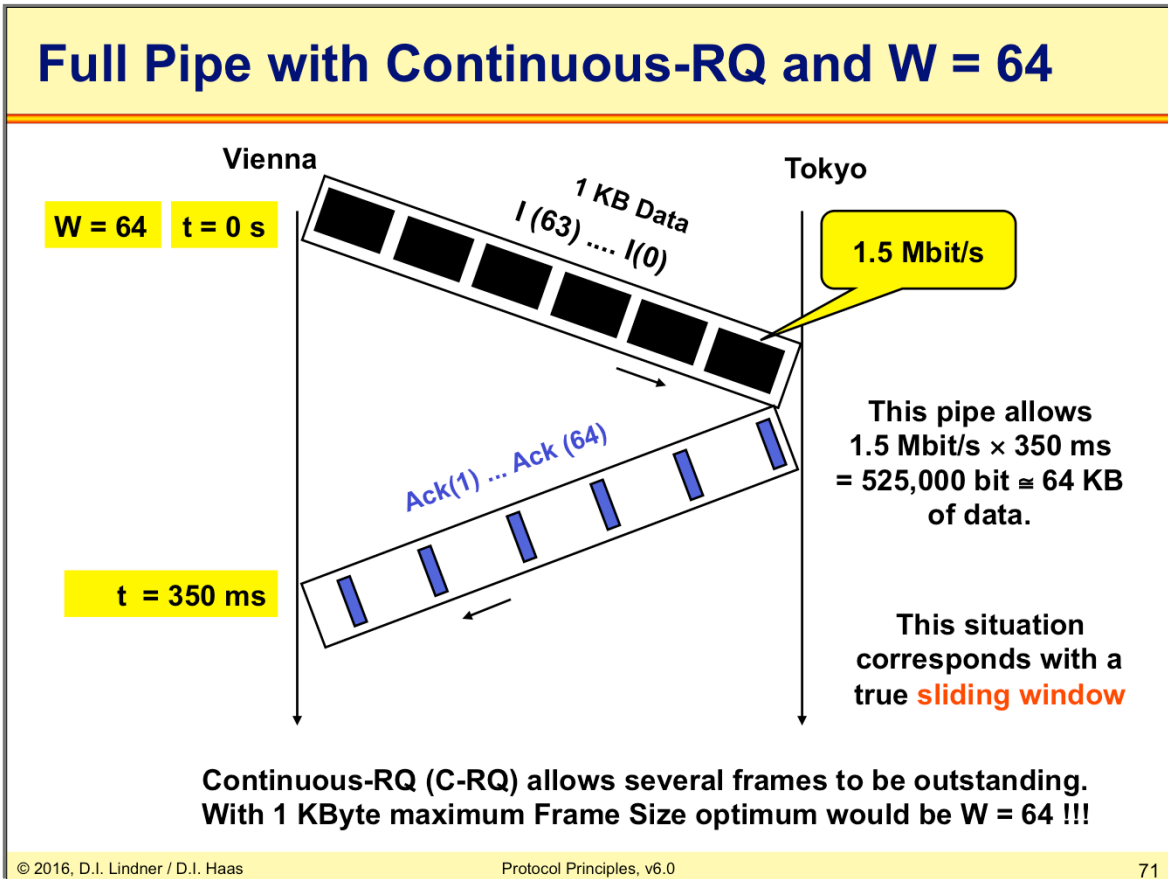 Full Pipe with Continuous-RQ and W = 64
Vienna
Tokyo
W = 64
t = 0 s
1 KB Data
I (63) .... I(0)
1.5 Mbit/s
This pipe allows
1.5 Mbit/s × 350 ms
= 525,000 bit ≅ 64 KB
of data.
Ack(1) ... Ack (64)
t = 350 ms
This situation
corresponds with a
true sliding window
Continuous-RQ (C-RQ) allows several frames to be outstanding.
With 1 KByte maximum Frame Size optimum would be W = 64 !!!
© 2016, D.I. Lindner / D.I. Haas
Protocol Principles, v6.0
71